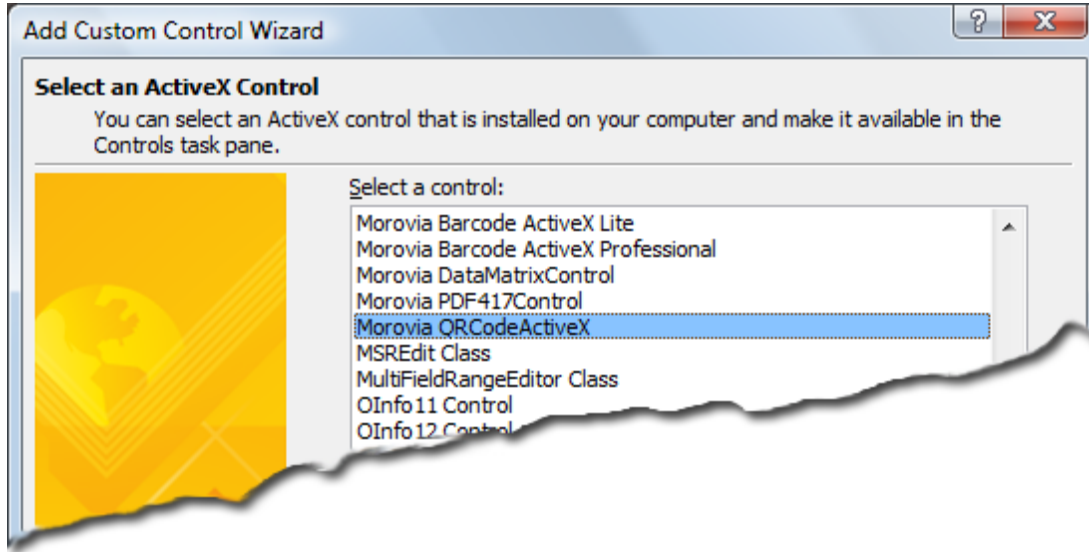 Add Custom Control Wizard
Select an ActiveX Control
You can select an ActiveX control that is installed on your computer and make it available in the
Controls task pane.
Select a control:
Morovia Barcode ActiveX Lite
Morovia Barcode ActiveX Professional
Morovia DataMatrixControl
Morovia PDF417Control
Morovia QRCodeActiveX
MSREdit Class
MultiFieldRangeEditor Class
OInfo11 Control
OInfo12 Control